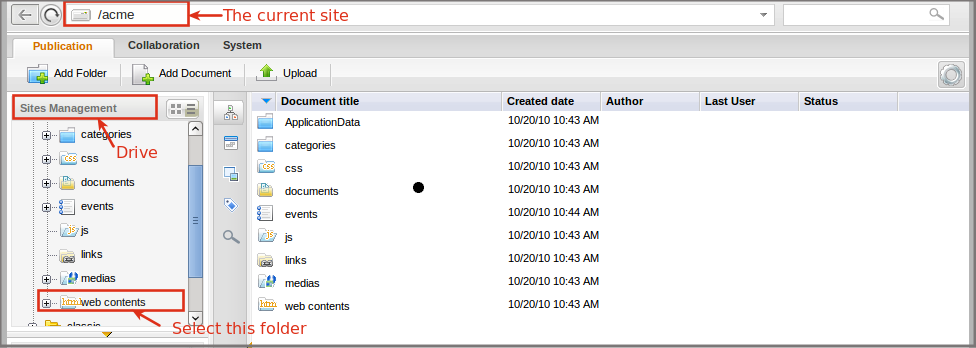 /acme The current site
Publication Collaboration System
Add Folder Add Document Upload
Sites Management Document title Created date Author Last User Status
Drive
categories
css
documents
events
js
links
medias
web contents
classic
Select this folder
ApplicationData 10/20/10 10:43 AM
categories 10/20/10 10:43 AM
css 10/20/10 10:43 AM
documents 10/20/10 10:43 AM
events 10/20/10 10:44 AM
js 10/20/10 10:43 AM
links 10/20/10 10:43 AM
medias 10/20/10 10:43 AM
web contents 10/20/10 10:43 AM